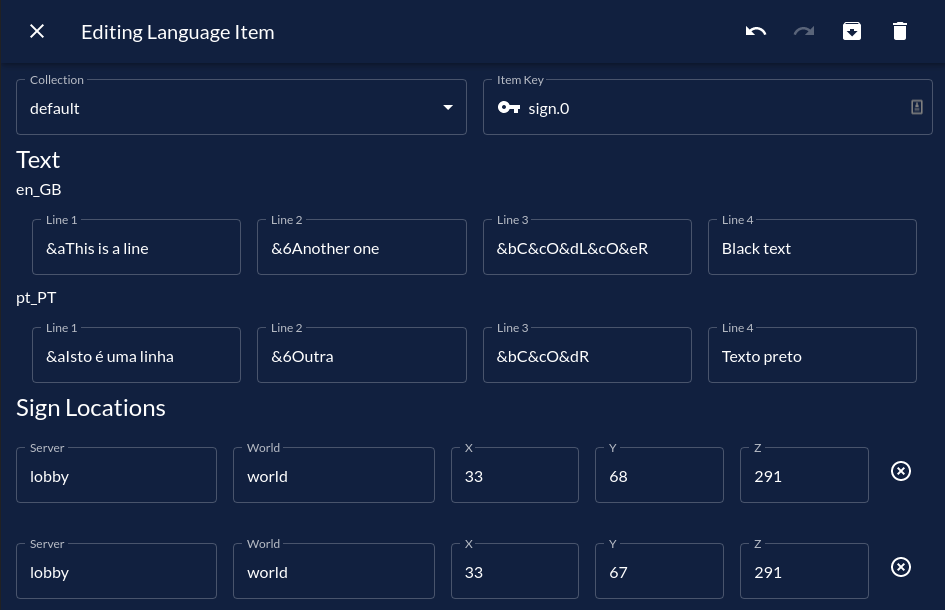 Editing Language Item
Collection
default
Item Key
sign.0
Text
en_GB
Line 1
&aThis is a line
Line 2
&6Another one
Line 3
&bC&cO&dL&cO&eR
Line 4
Black text
pt_PT
Line 1
&aIsto é uma linha
Line 2
&6Outra
Line 3
&bC&cO&dR
Line 4
Texto preto
Sign Locations
Server
lobby
World
world
X
33
Y
68
Z
291
Server
lobby
World
world
X
33
Y
67
Z
291